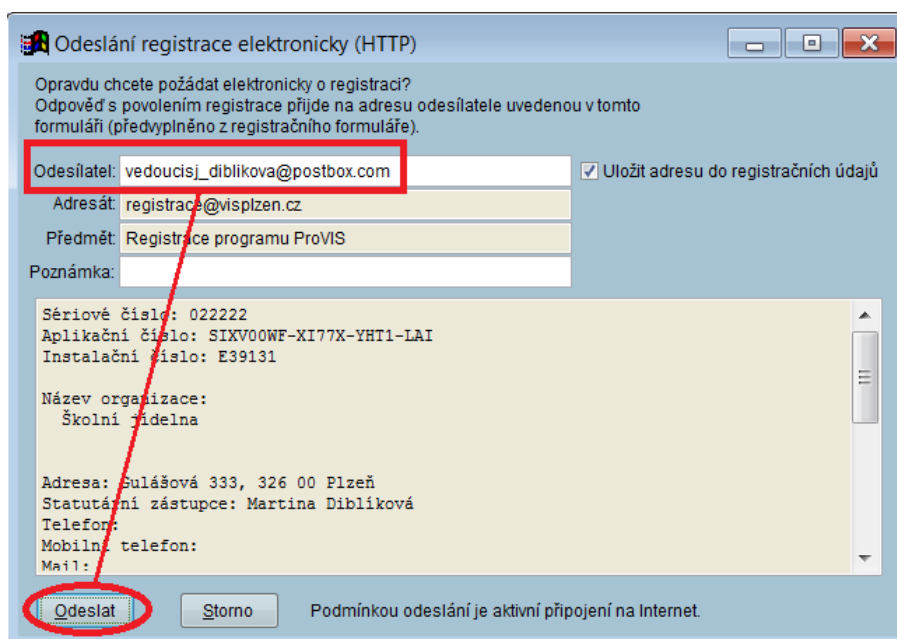 Odeslání registrace elektronicky (HTTP)
Opravdu chcete požádat elektronicky o registraci?
Odpověď s povolením registrace přijde na adresu odesílatele uvedenou v tomto
formuláři (předvyplněno z registračního formuláře).
Odesílatel: vedoucisj_diblikova@postbox.com Uložit adresu do registračních údajů
Adresát: registrace@visplzen.cz
Předmět: Registrace programu ProVIS
Poznámka:
Sériové číslo: 022222
Aplikační číslo: SIXV00WF-XI77X-YHT1-LAI
Instalační číslo: E39131
Název organizace:
Školní jídelna
Adresa: Gulášová 333, 326 00 Plzeň
Statutární zástupce: Martina Diblíková
Telefon:
Mobilní telefon:
Mail:
Odeslat Storno Podmínkou odeslání je aktivní připojení na Internet.